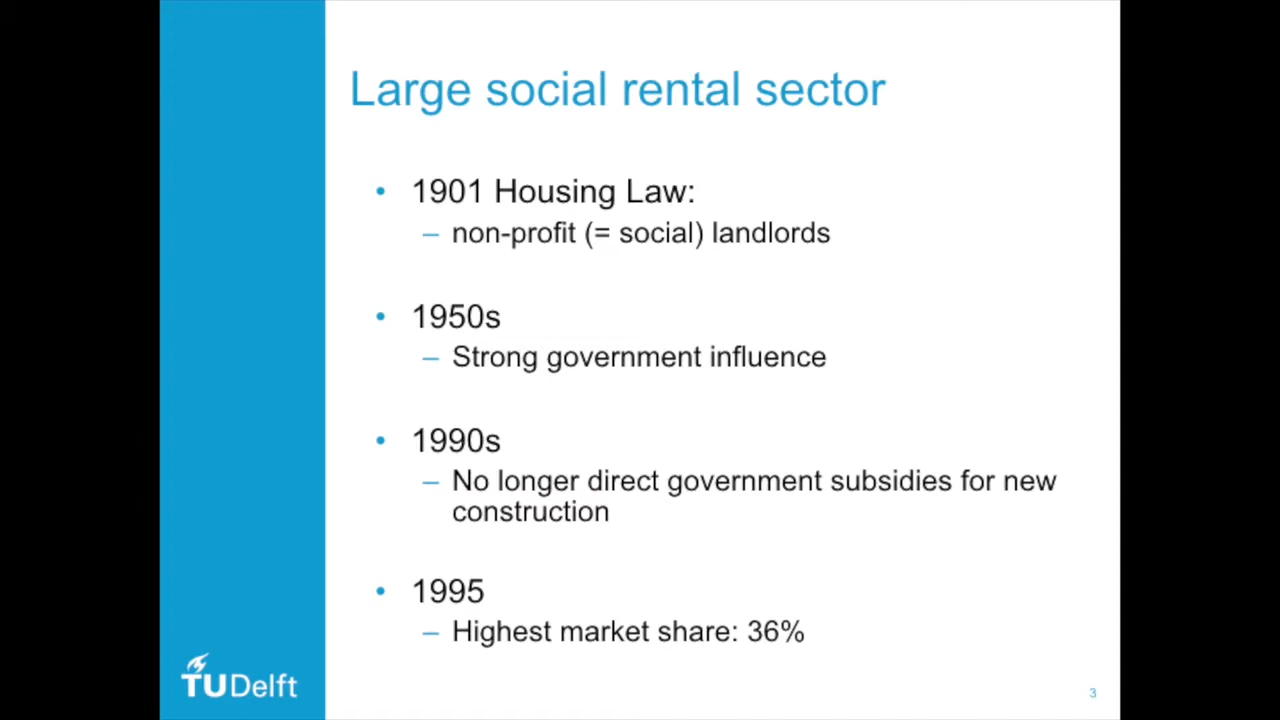 Large social rental sector
• 1901 Housing Law:
– non-profit (= social) landlords
• 1950s
– Strong government influence
• 1990s
– No longer direct government subsidies for new
construction
• 1995
– Highest market share: 36%
TUDelft
3